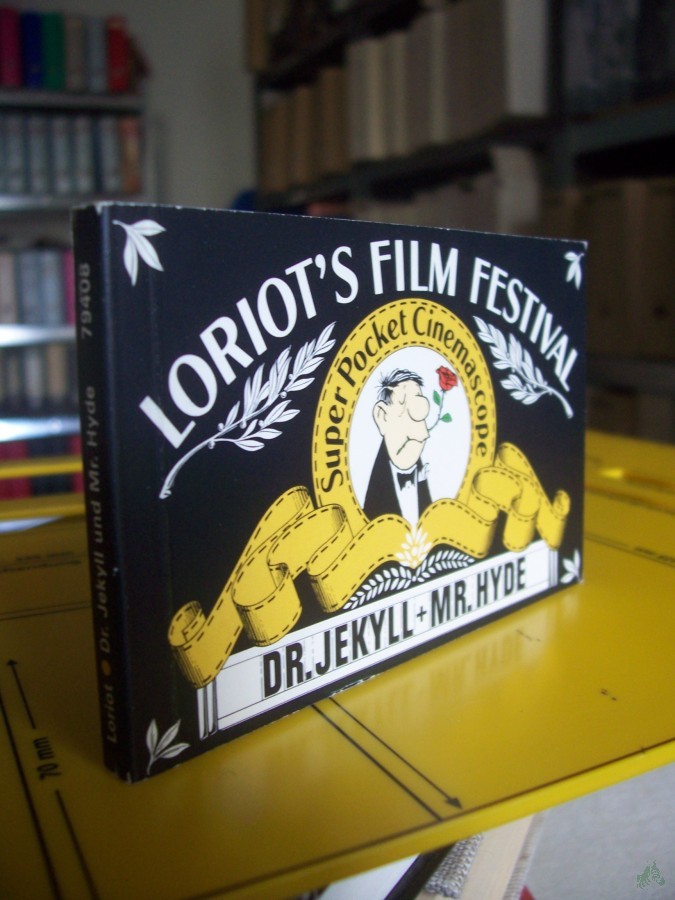 LORIOT'S FILM FESTIVAL
Super Pocket Cinemascope
DR. JEKYLL + MR. HYDE
Loriot ● Dr. Jekyll und Mr. Hyde 79408
70 mm